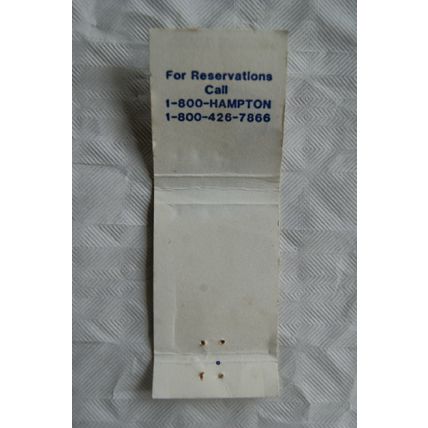 For Reservations
Call
1-800-HAMPTON
1-800-426-7866